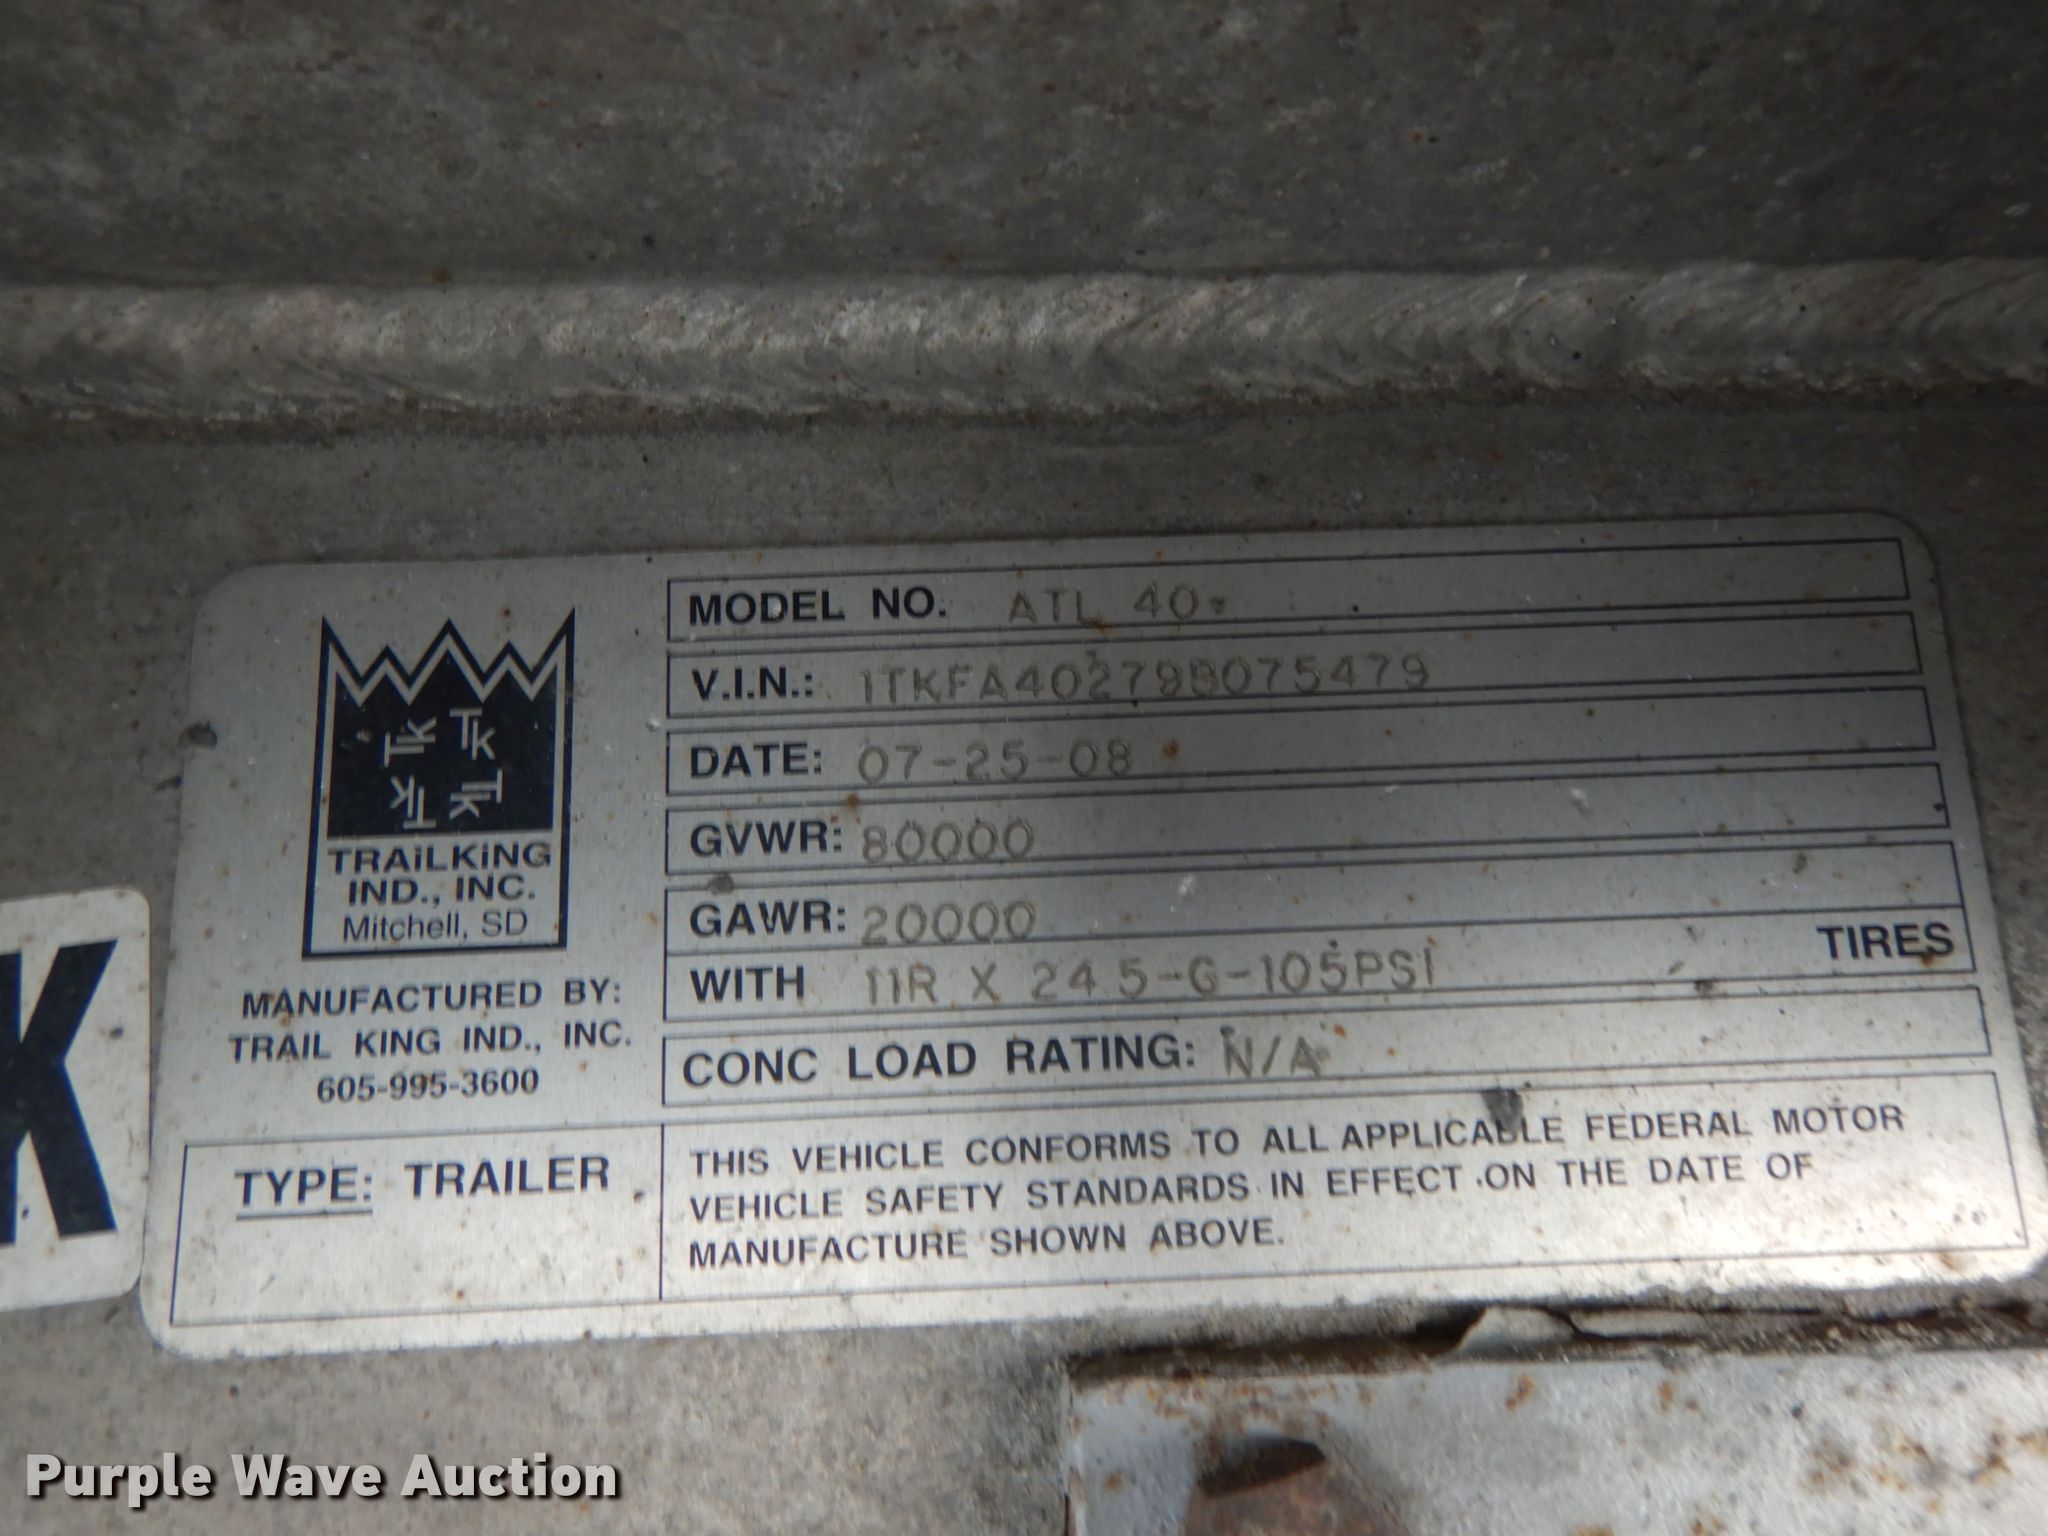 MODEL NO. ATL 40
V.I.N.: 1TKFA40279B075479
DATE: 07-25-08
GVWR: 80000
GAWR: 20000
WITH 11R X 24.5-G-105PSI TIRES
CONC LOAD RATING: N/A
TK TK
TK TK
TRAILKING
IND., INC.
Mitchell, SD
MANUFACTURED BY:
TRAIL KING IND., INC.
605-995-3600
TYPE: TRAILER
THIS VEHICLE CONFORMS TO ALL APPLICABLE FEDERAL MOTOR
VEHICLE SAFETY STANDARDS IN EFFECT ON THE DATE OF
MANUFACTURE SHOWN ABOVE.
K
Purple Wave Auction